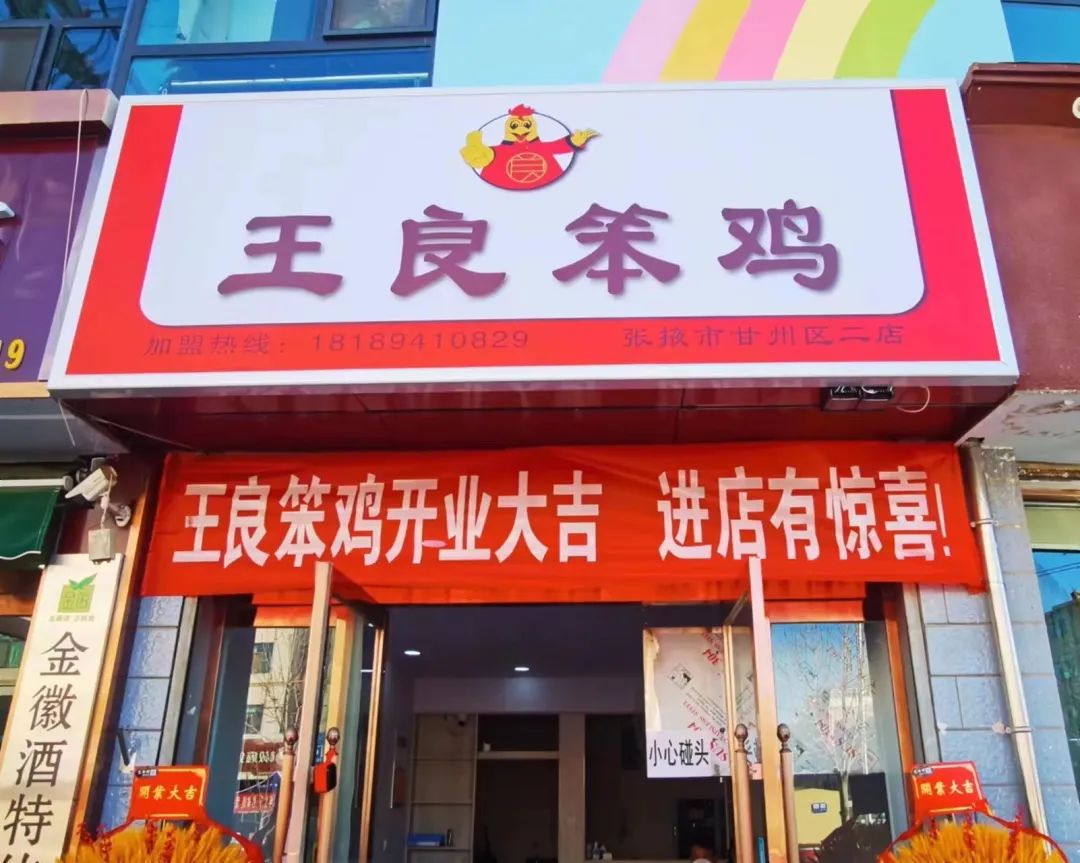 良
王良笨鸡
加盟热线：18189410829 张掖市甘州区二店
王良笨鸡开业大吉 进店有惊喜!
小心碰头
金徽酒特
開業大吉
開業大吉